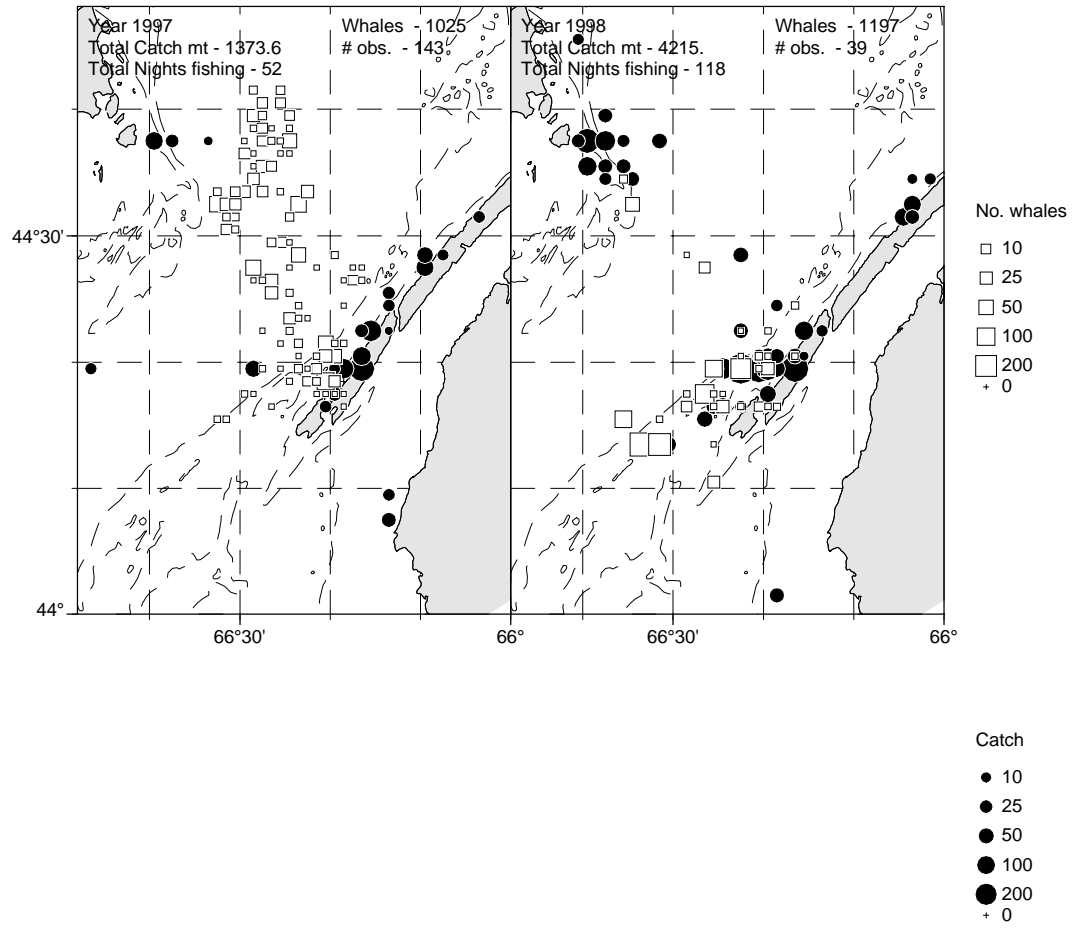 Year 1997 Whales - 1025
Total Catch mt - 1373.6 # obs. - 143
Total Nights fishing - 52
Year 1998 Whales - 1197
Total Catch mt - 4215. # obs. - 39
Total Nights fishing - 118
44°30'
44°
66°30'
66°
66°30'
66°
No. whales
10
25
50
100
200
+ 0
Catch
10
25
50
100
200
+ 0